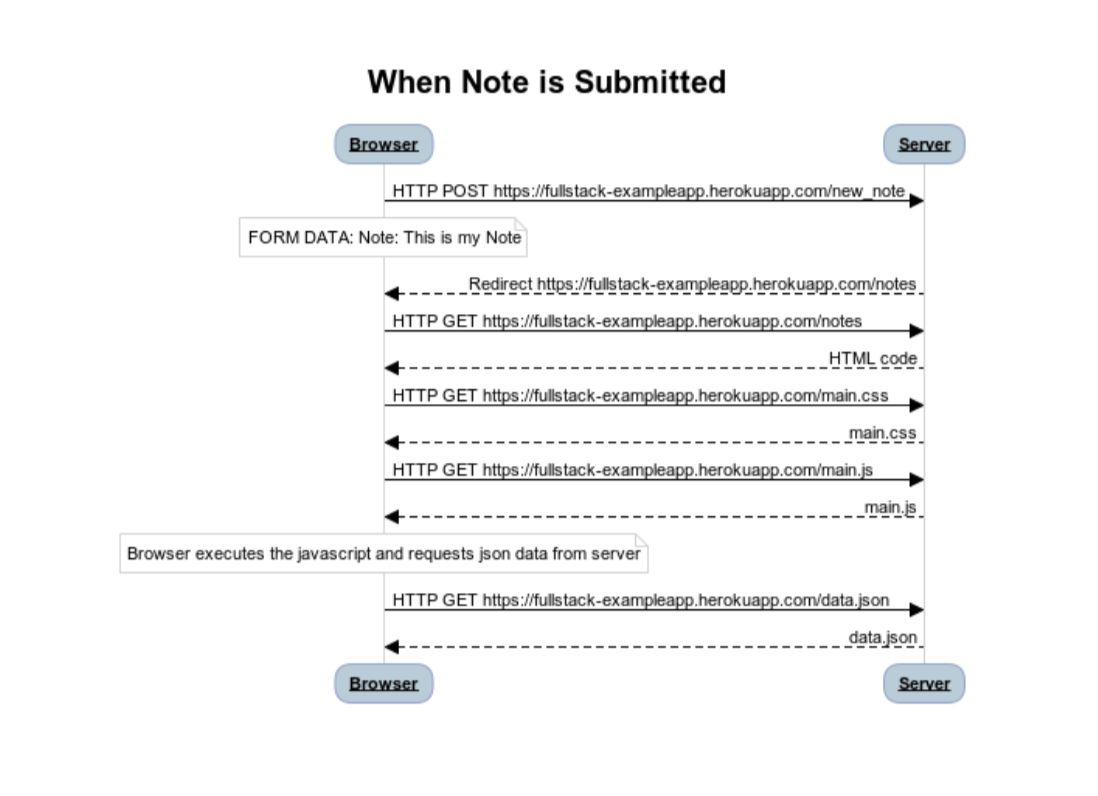 When Note is Submitted
Browser
Server
HTTP POST https://fullstack-exampleapp.herokuapp.com/new_note
FORM DATA: Note: This is my Note
Redirect https://fullstack-exampleapp.herokuapp.com/notes
HTTP GET https://fullstack-exampleapp.herokuapp.com/notes
HTML code
HTTP GET https://fullstack-exampleapp.herokuapp.com/main.css
main.css
HTTP GET https://fullstack-exampleapp.herokuapp.com/main.js
main.js
Browser executes the javascript and requests json data from server
HTTP GET https://fullstack-exampleapp.herokuapp.com/data.json
data.json
Browser
Server